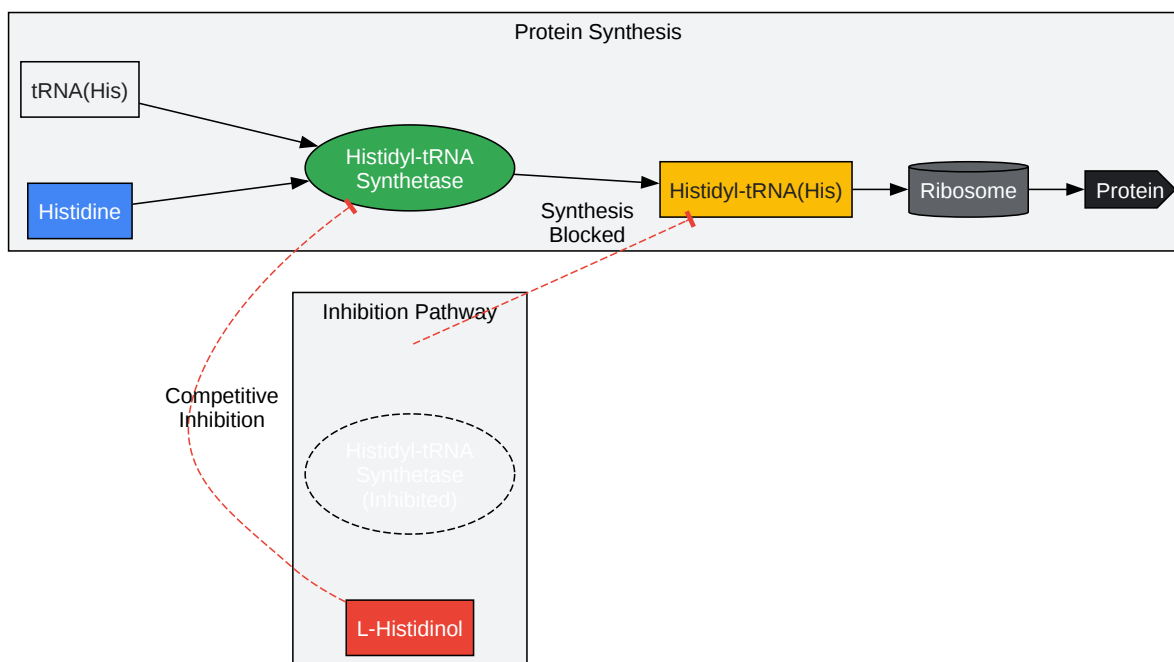 Protein Synthesis
tRNA(His)
Histidine
Histidyl-tRNA
Synthetase
Histidyl-tRNA(His)
Ribosome
Protein
Synthesis
Blocked
Inhibition Pathway
Competitive
Inhibition
Histidyl-tRNA
Synthetase
(Inhibited)
L-Histidinol